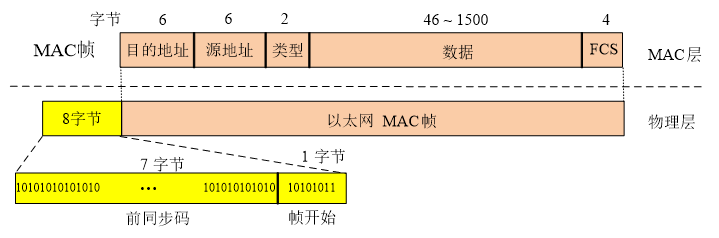 字节 6 6 2 46 ~ 1500 4
MAC帧 目的地址 源地址 类型 数据 FCS MAC层
8字节 以太网 MAC帧 物理层
7 字节 1 字节
10101010101010 ··· 101010101010 10101011
前同步码 帧开始